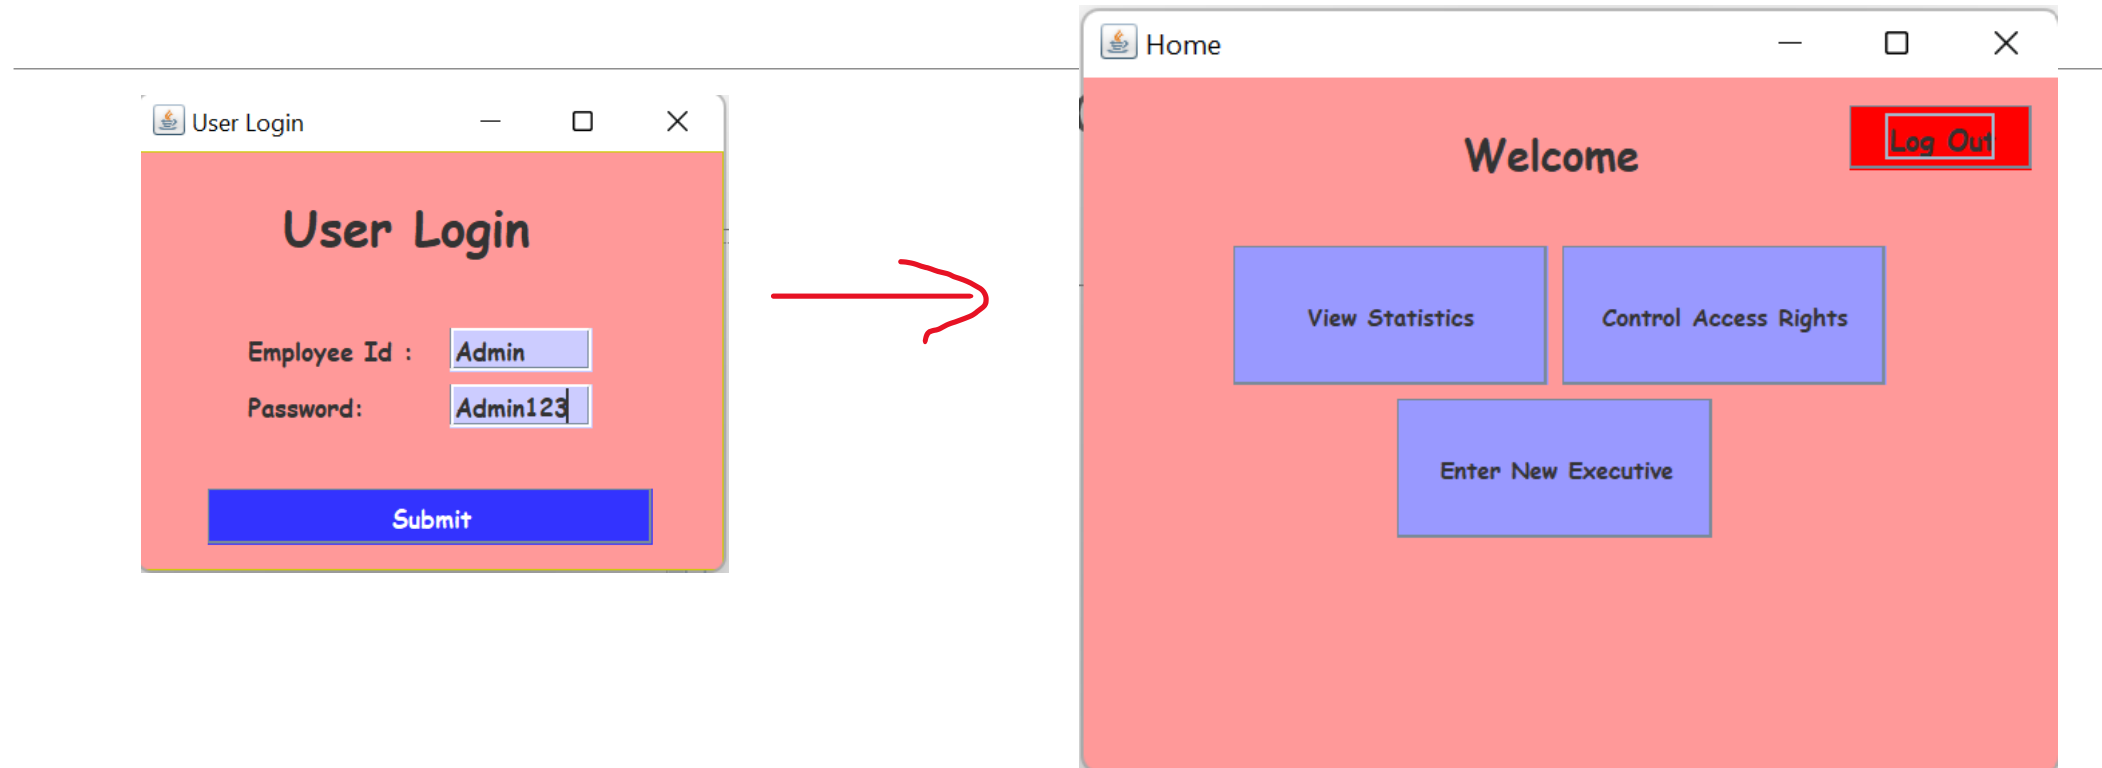 User Login
User Login
Employee Id : Admin
Password: Admin123
Submit
Home
Log Out
Welcome
View Statistics
Control Access Rights
Enter New Executive